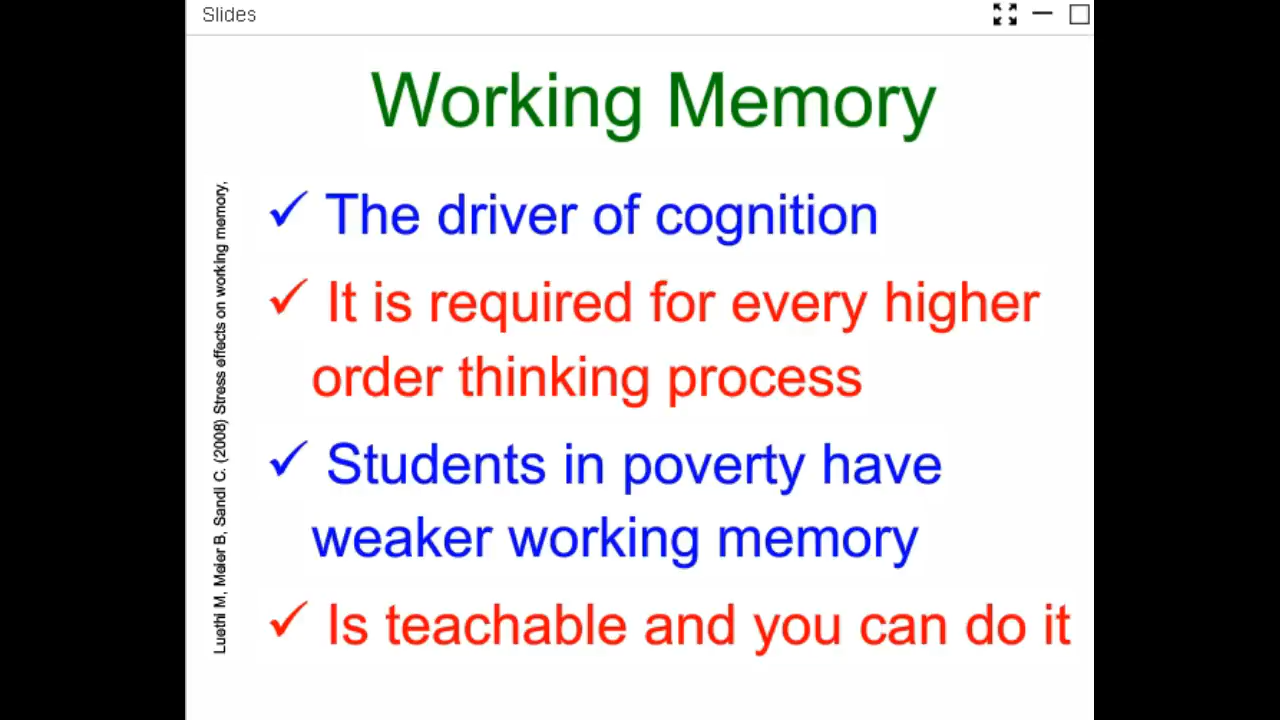 Slides
Working Memory
✓ The driver of cognition
✓ It is required for every higher
order thinking process
✓ Students in poverty have
weaker working memory
✓ Is teachable and you can do it
Luethi M, Meier B, Sandi C. (2008) Stress effects on working memory,